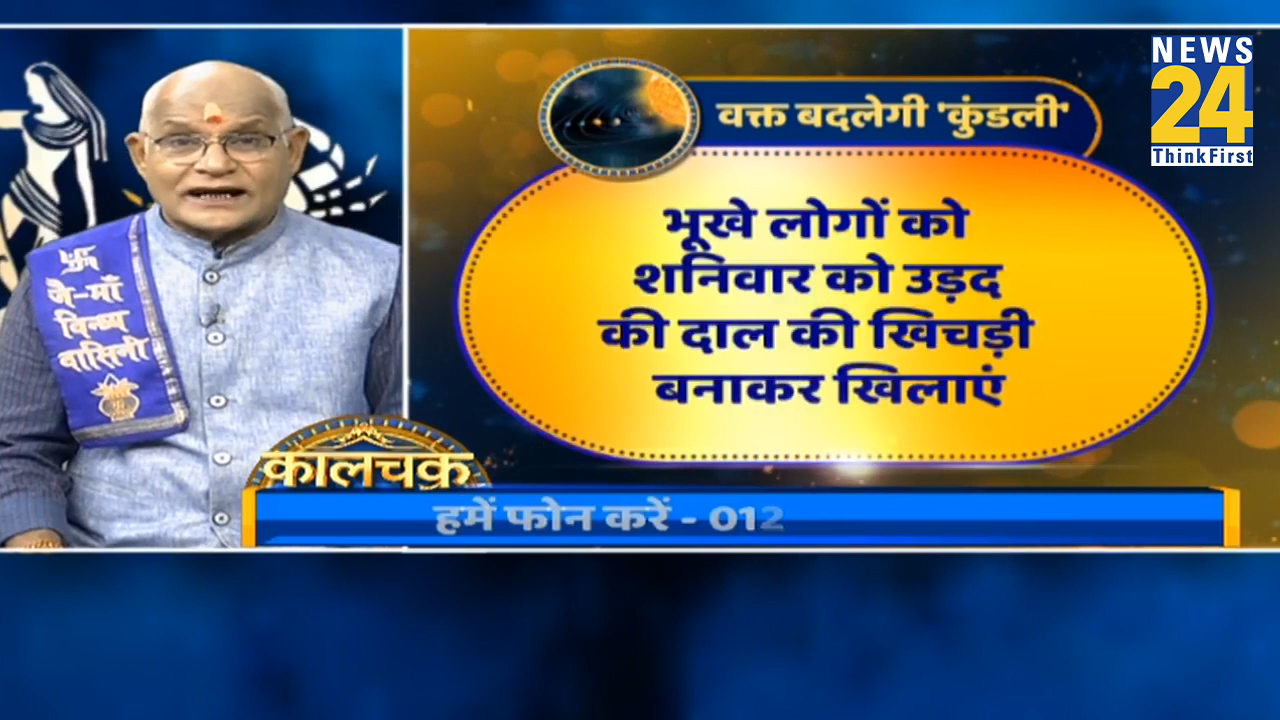 NEWS
24
ThinkFirst
वक्त बदलेगी 'कुंडली'
भूखे लोगों को
शनिवार को उड़द
की दाल की खिचड़ी
बनाकर खिलाएं
जै-माँ
विन्ध्य
वासिनी
कालचक्र
हमें फोन करें - 012